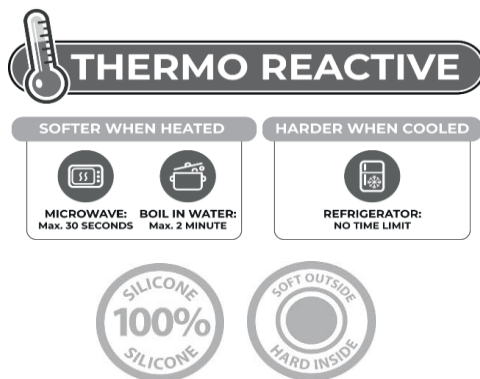 THERMO REACTIVE
SOFTER WHEN HEATED
MICROWAVE:
Max. 30 SECONDS
BOIL IN WATER:
Max. 2 MINUTE
HARDER WHEN COOLED
REFRIGERATOR:
NO TIME LIMIT
SILICONE
100%
SILICONE
SOFT OUTSIDE
HARD INSIDE